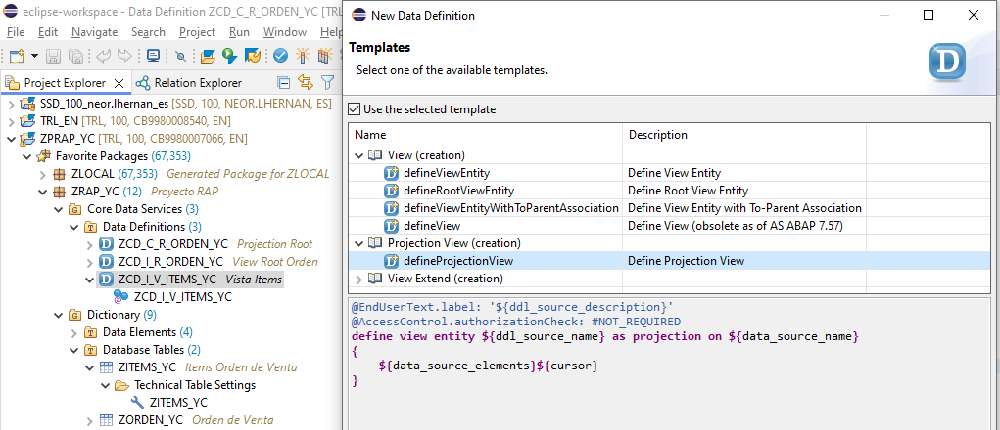 eclipse-workspace - Data Definition ZCD_C_R_ORDEN_YC [TRL
File Edit Navigate Search Project Run Window Help
Project Explorer
Relation Explorer
SSD_100_neor.lhernan_es [SSD, 100, NEOR.LHERNAN, ES]
TRL_EN [TRL, 100, CB9980008540, EN]
ZPRAP_YC [TRL, 100, CB9980007066, EN]
Favorite Packages (67,353)
ZLOCAL (67,353) Generated Package for ZLOCAL
ZRAP_YC (12) Proyecto RAP
Core Data Services (3)
Data Definitions (3)
ZCD_C_R_ORDEN_YC Projection Root
ZCD_I_R_ORDEN_YC View Root Orden
ZCD_I_V_ITEMS_YC Vista Items
ZCD_I_V_ITEMS_YC
Dictionary (9)
Data Elements (4)
Database Tables (2)
ZITEMS_YC Items Orden de Venta
Technical Table Settings
ZITEMS_YC
ZORDEN_YC Orden de Venta
New Data Definition
Templates
Select one of the available templates.
D
Use the selected template
Name Description
View (creation)
defineViewEntity Define View Entity
defineRootViewEntity Define Root View Entity
defineViewEntityWithToParentAssociation Define View Entity with To-Parent Association
defineView Define View (obsolete as of AS ABAP 7.57)
Projection View (creation)
defineProjectionView Define Projection View
View Extend (creation)
@EndUserText.label: '${ddl_source_description}'
@AccessControl.authorizationCheck: #NOT_REQUIRED
define view entity ${ddl_source_name} as projection on ${data_source_name}
{
${data_source_elements}${cursor}
}